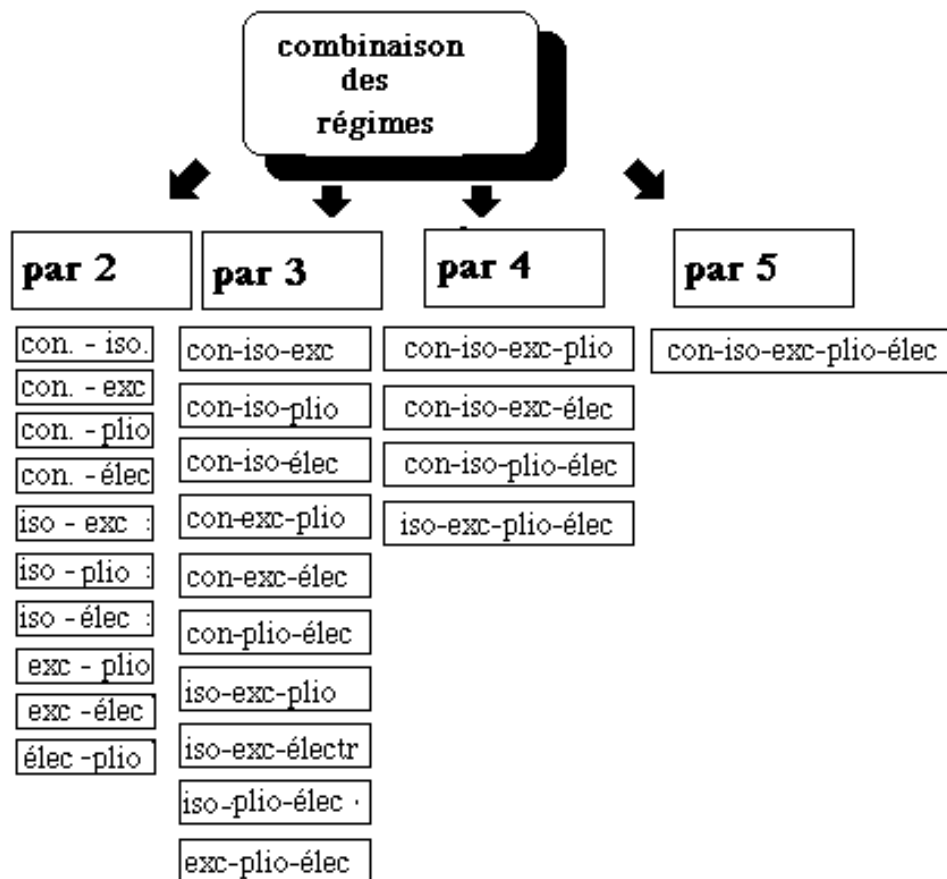 combinaison
des
régimes
par 2
par 3
par 4
par 5
con. - iso.
con. - exc
con. - plio
con. - élec
iso - exc :
iso - plio :
iso - élec :
exc - plio
exc - élec
élec - plio
con-iso-exc
con-iso-plio
con-iso-élec
con-exc-plio
con-exc-élec
con-plio-élec
iso-exc-plio
iso-exc-électr
iso-plio-élec .
exc-plio-élec
con-iso-exc-plio
con-iso-exc-élec
con-iso-plio-élec
iso-exc-plio-élec
con-iso-exc-plio-élec